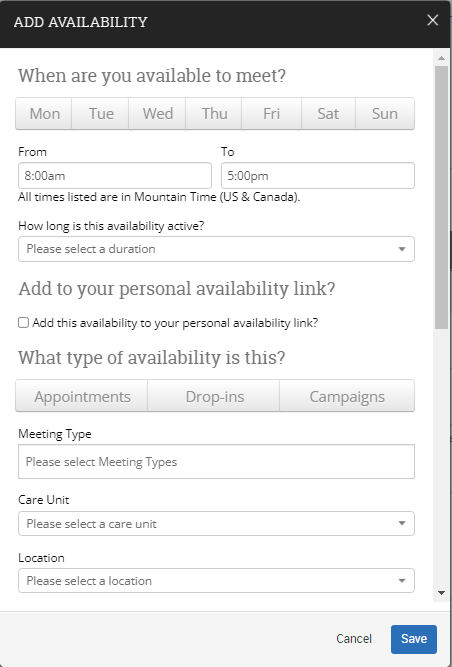 ADD AVAILABILITY
When are you available to meet?
Mon Tue Wed Thu Fri Sat Sun
From To
8:00am 5:00pm
All times listed are in Mountain Time (US & Canada).
How long is this availability active?
Please select a duration
Add to your personal availability link?
Add this availability to your personal availability link?
What type of availability is this?
Appointments Drop-ins Campaigns
Meeting Type
Please select Meeting Types
Care Unit
Please select a care unit
Location
Please select a location
Cancel Save